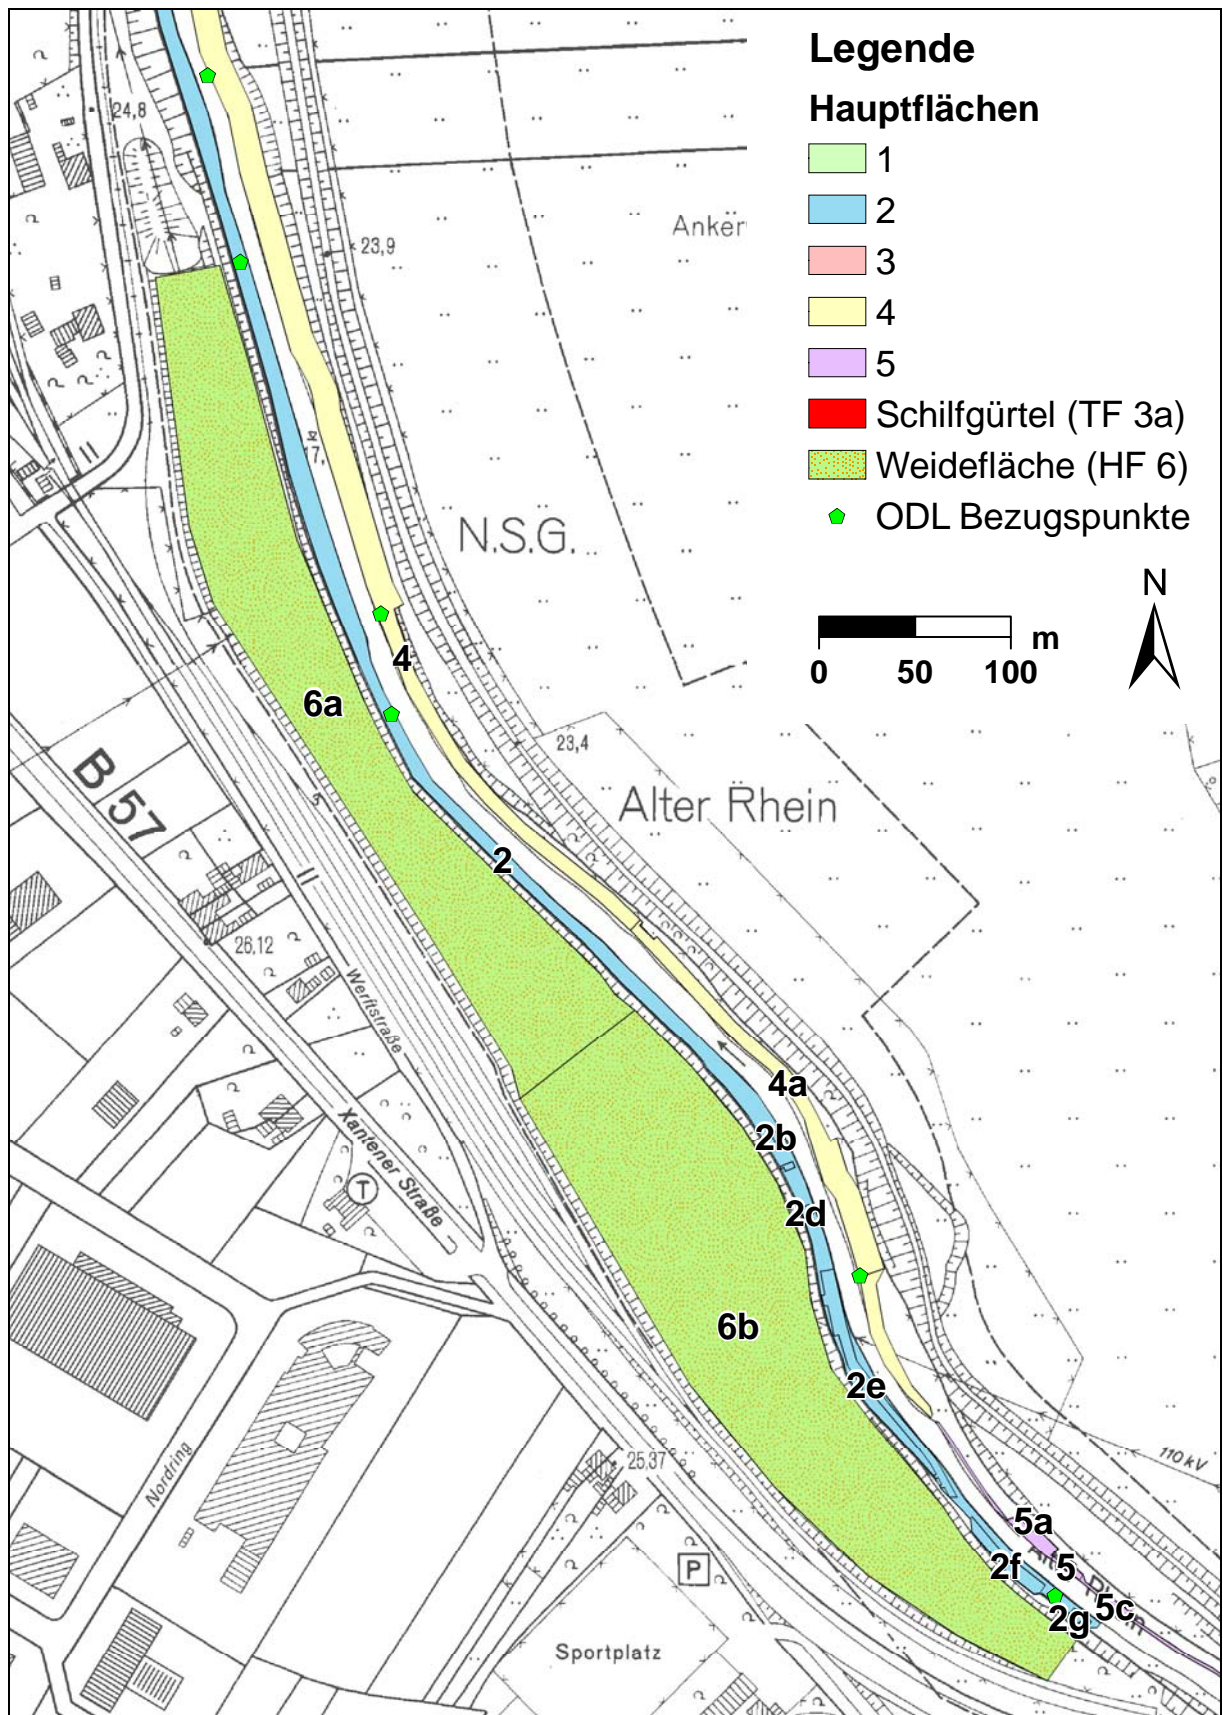 Legende
Hauptflächen
1
2
3
4
5
Schilfgürtel (TF 3a)
Weidefläche (HF 6)
ODL Bezugspunkte
N
m
0 50 100
24,8
23,9
Anker
17,
N.S.G.
4
6a
23,4
B 57
Alter Rhein
2
26,12
Werftstraße
4a
2b
Xantener Straße
T
2d
6b
2e
25,37
Nordring
110 kV
5a
5
2f
P
5c
2g
Sportplatz